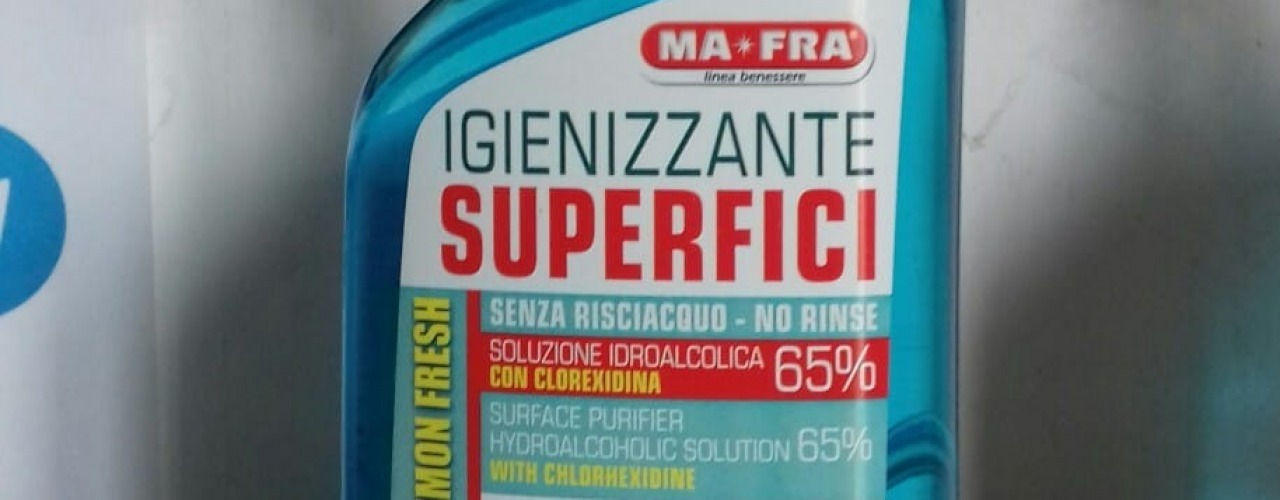 MA*FRA®
linea benessere
IGIENIZZANTE
SUPERFICI
SENZA RISCIACQUO - NO RINSE
SOLUZIONE IDROALCOLICA 65%
CON CLOREXIDINA
SURFACE PURIFIER
HYDROALCOHOLIC SOLUTION 65%
WITH CHLORHEXIDINE
MON FRESH